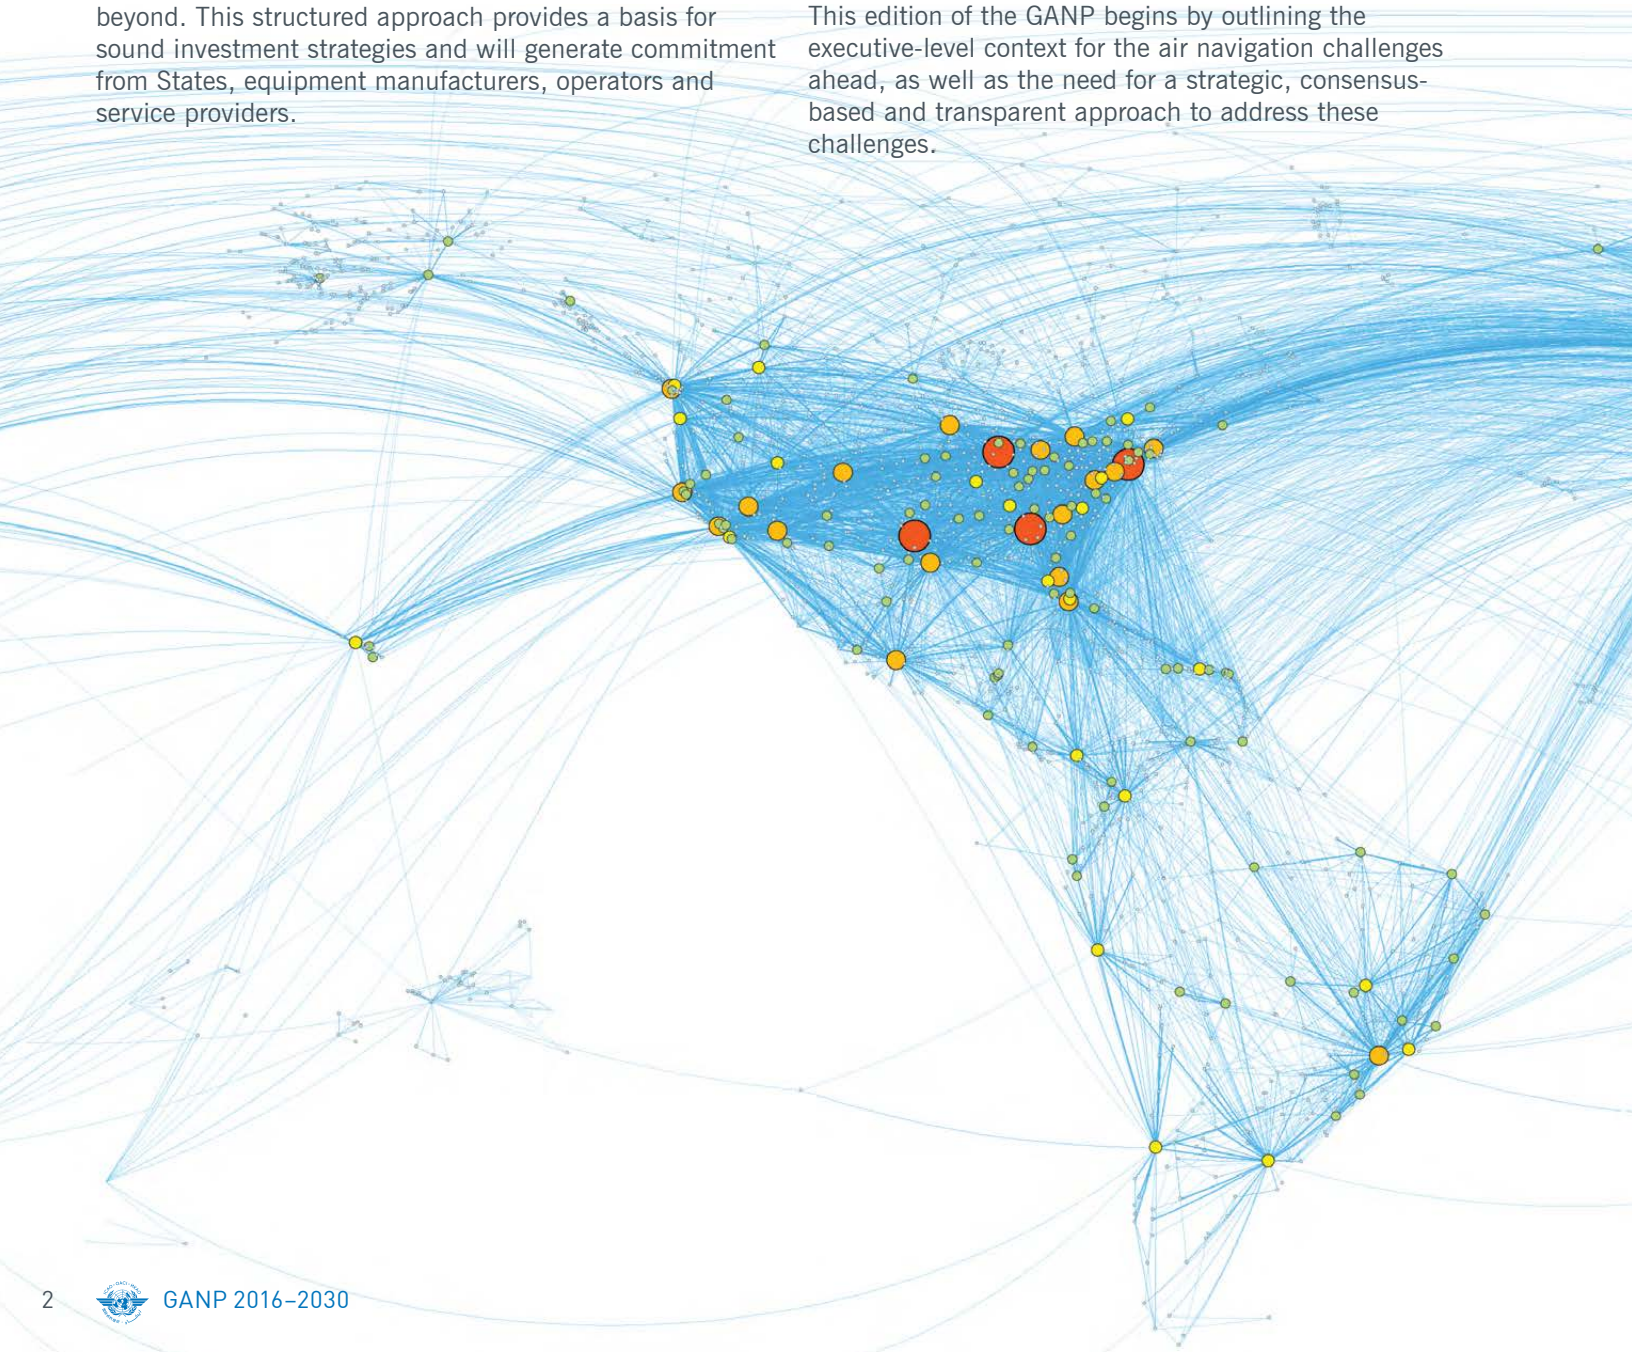 beyond. This structured approach provides a basis for
sound investment strategies and will generate commitment
from States, equipment manufacturers, operators and
service providers.
This edition of the GANP begins by outlining the
executive-level context for the air navigation challenges
ahead, as well as the need for a strategic, consensus-
based and transparent approach to address these
challenges.
2
GANP 2016–2030